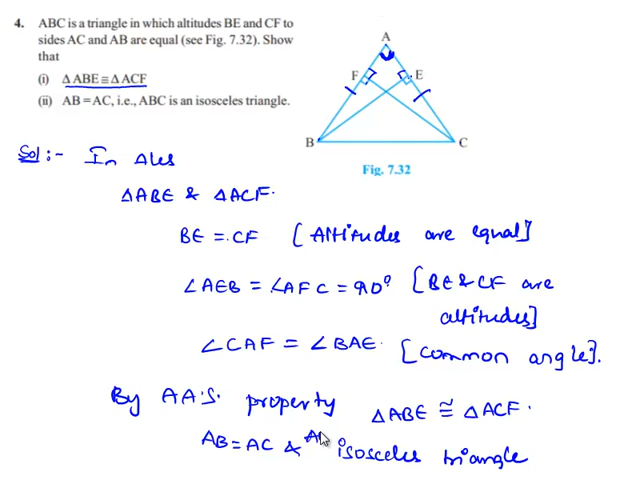 4. ABC is a triangle in which altitudes BE and CF to
sides AC and AB are equal (see Fig. 7.32). Show
that
(i) Δ ABE ≅ Δ ACF
(ii) AB = AC, i.e., ABC is an isosceles triangle.
A
F
E
B
C
Fig. 7.32
Sol :- In Δles
ΔABE & ΔACF.
BE = CF [Altitudes are equal]
∠AEB = ∠AFC = 90° [BE & CF are
altitudes]
∠CAF = ∠BAE. [Common angle].
By A A S. property ΔABE ≅ ΔACF.
AB = AC & isosceles triangle